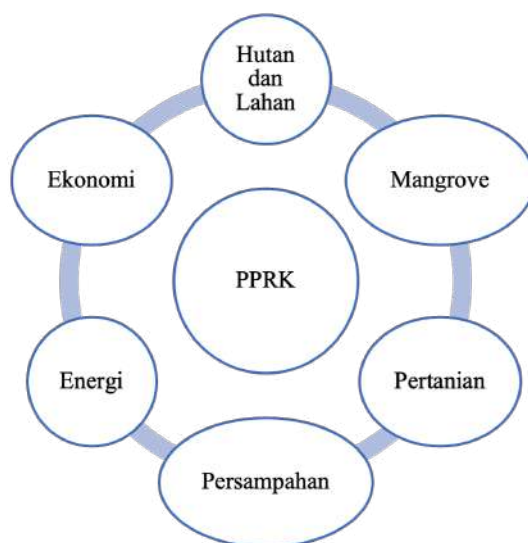 Hutan
dan
Lahan
Ekonomi
Mangrove
PPRK
Energi
Pertanian
Persampahan